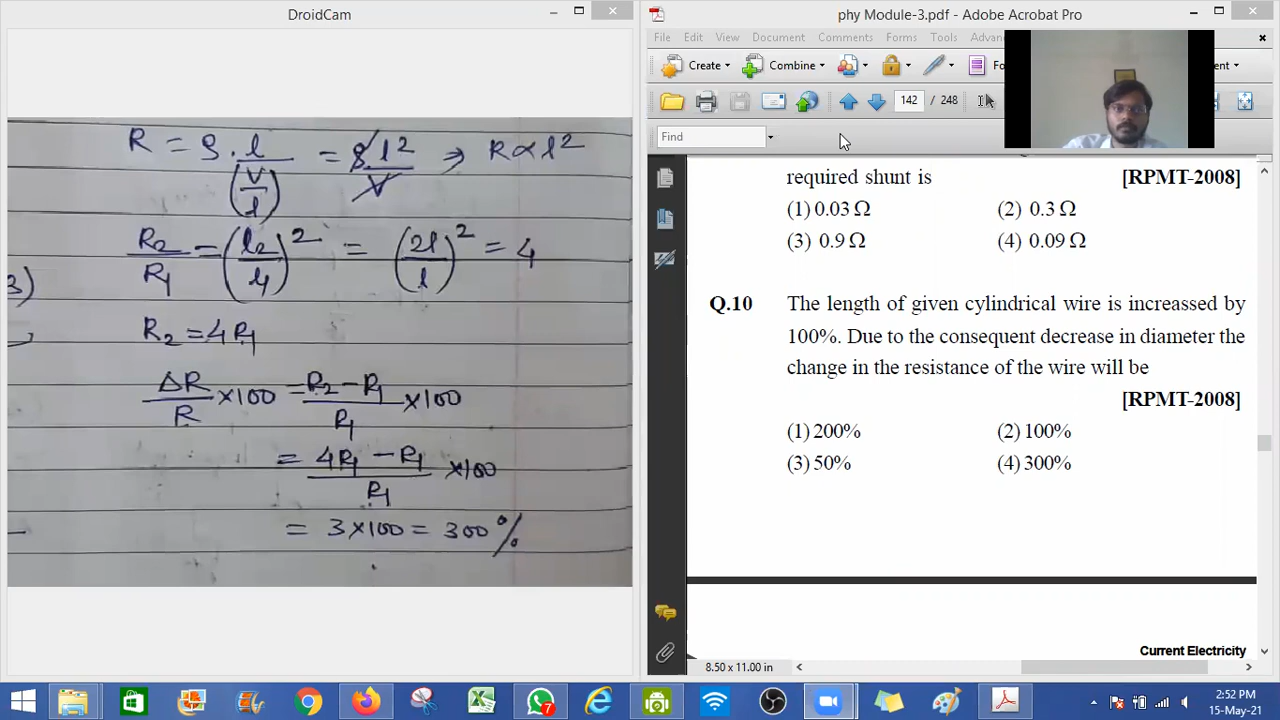 DroidCam
phy Module-3.pdf - Adobe Acrobat Pro
File Edit View Document Comments Forms Tools Advan
Create Combine Fo ent
142 / 248
Find
R = ρ.l/(V/l) = ρl²/V ⇒ R ∝ l²
R₂/R₁ = (l₂/l₁)² = (2l/l)² = 4
3)
R₂ = 4R₁
ΔR/R ×100 = R₂ − R₁/R₁ ×100
= 4R₁ − R₁/R₁ ×100
= 3×100 = 300%
required shunt is [RPMT-2008]
(1) 0.03 Ω (2) 0.3 Ω
(3) 0.9 Ω (4) 0.09 Ω
Q.10 The length of given cylindrical wire is increassed by
100%. Due to the consequent decrease in diameter the
change in the resistance of the wire will be
[RPMT-2008]
(1) 200% (2) 100%
(3) 50% (4) 300%
Current Electricity
8.50 x 11.00 in
7
2:52 PM
15-May-21